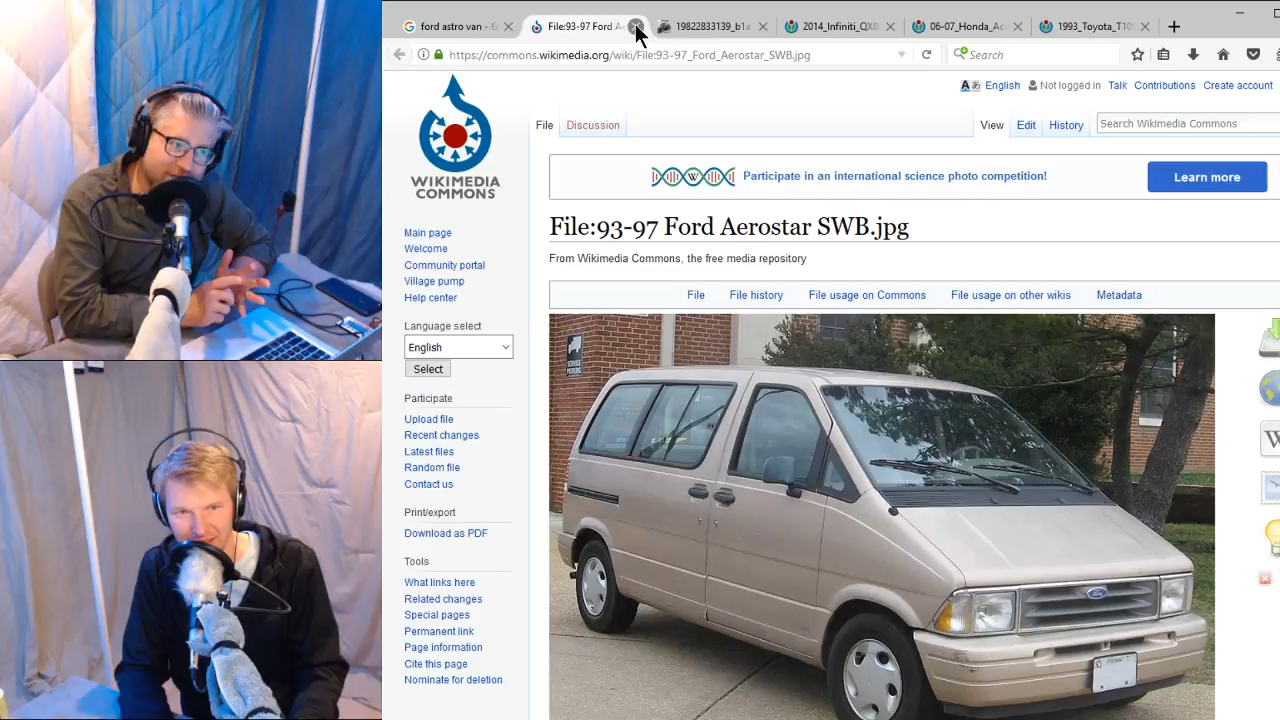 ford astro van - G
File:93-97 Ford A
19822833139_b1a
2014_Infiniti_QX8
06-07_Honda_Ac
1993_Toyota_T10
https://commons.wikimedia.org/wiki/File:93-97_Ford_Aerostar_SWB.jpg
Search
English Not logged in Talk Contributions Create account
File Discussion View Edit History Search Wikimedia Commons
WIKIMEDIA
COMMONS
W Participate in an international science photo competition! Learn more
File:93-97 Ford Aerostar SWB.jpg
From Wikimedia Commons, the free media repository
File File history File usage on Commons File usage on other wikis Metadata
Main page
Welcome
Community portal
Village pump
Help center
Language select
English
Select
Participate
Upload file
Recent changes
Latest files
Random file
Contact us
Print/export
Download as PDF
Tools
What links here
Related changes
Special pages
Permanent link
Page information
Cite this page
Nominate for deletion
Ford
W